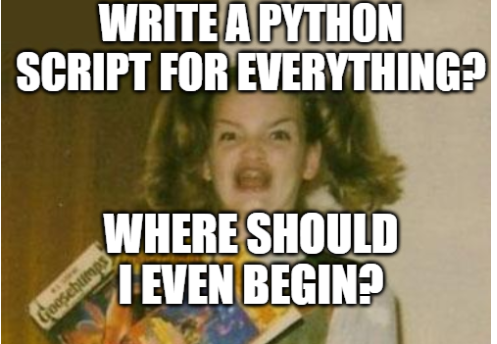 WRITE A PYTHON
SCRIPT FOR EVERYTHING?
WHERE SHOULD
I EVEN BEGIN?
Goosebumps